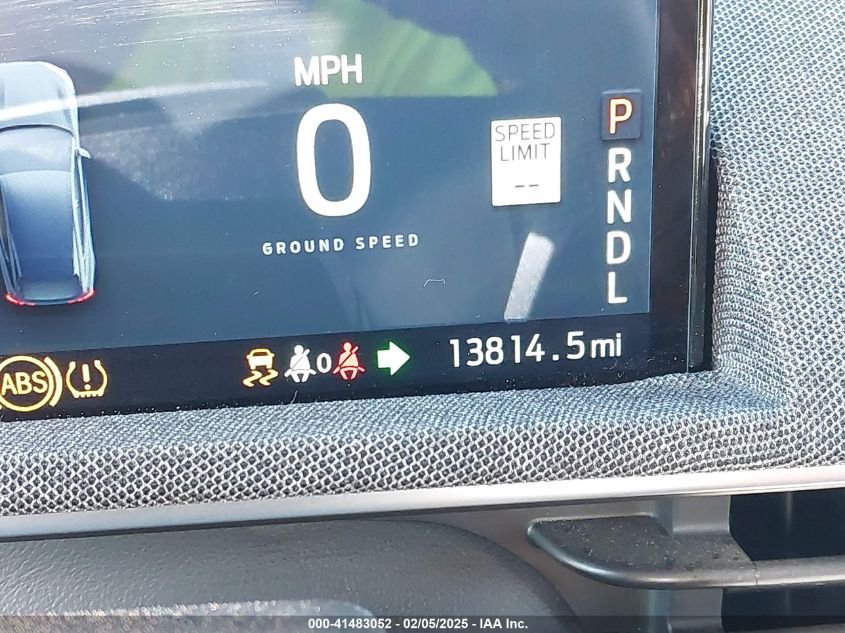 MPH
0
GROUND SPEED
SPEED
LIMIT
--
P
R
N
D
L
ABS
0
13814.5mi
000-41483052 - 02/05/2025 - IAA Inc.